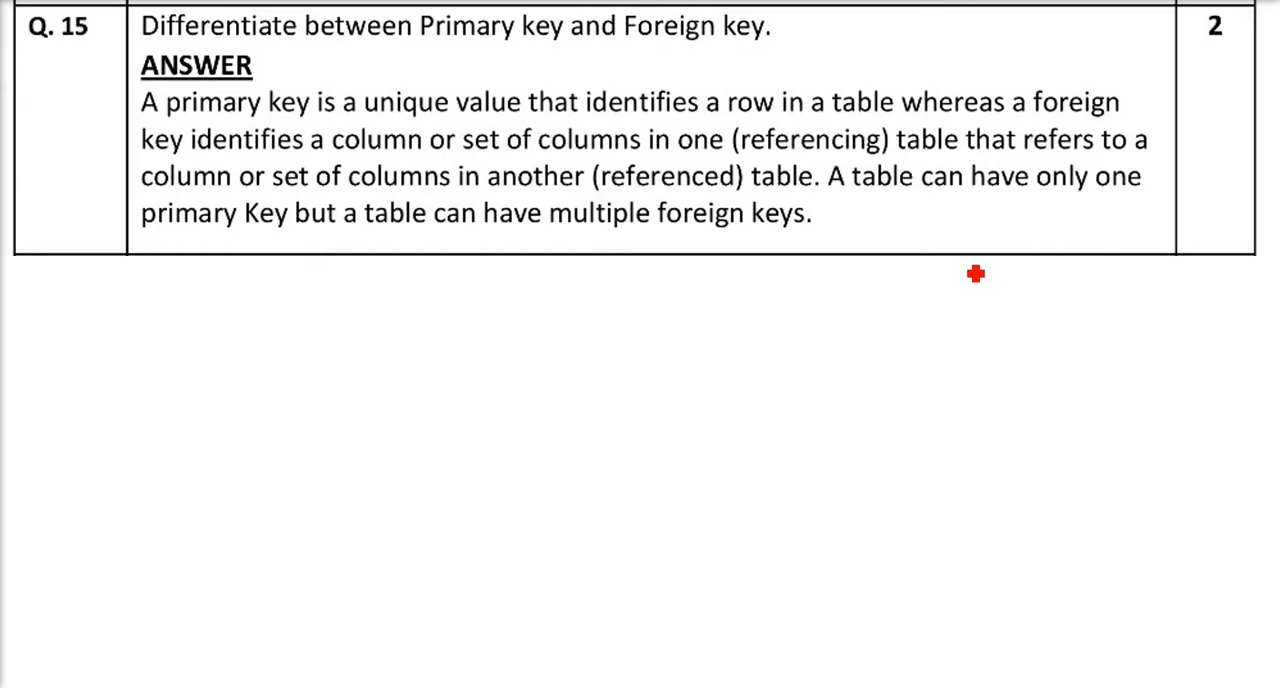 Q. 15 Differentiate between Primary key and Foreign key. 2
ANSWER
A primary key is a unique value that identifies a row in a table whereas a foreign
key identifies a column or set of columns in one (referencing) table that refers to a
column or set of columns in another (referenced) table. A table can have only one
primary Key but a table can have multiple foreign keys.